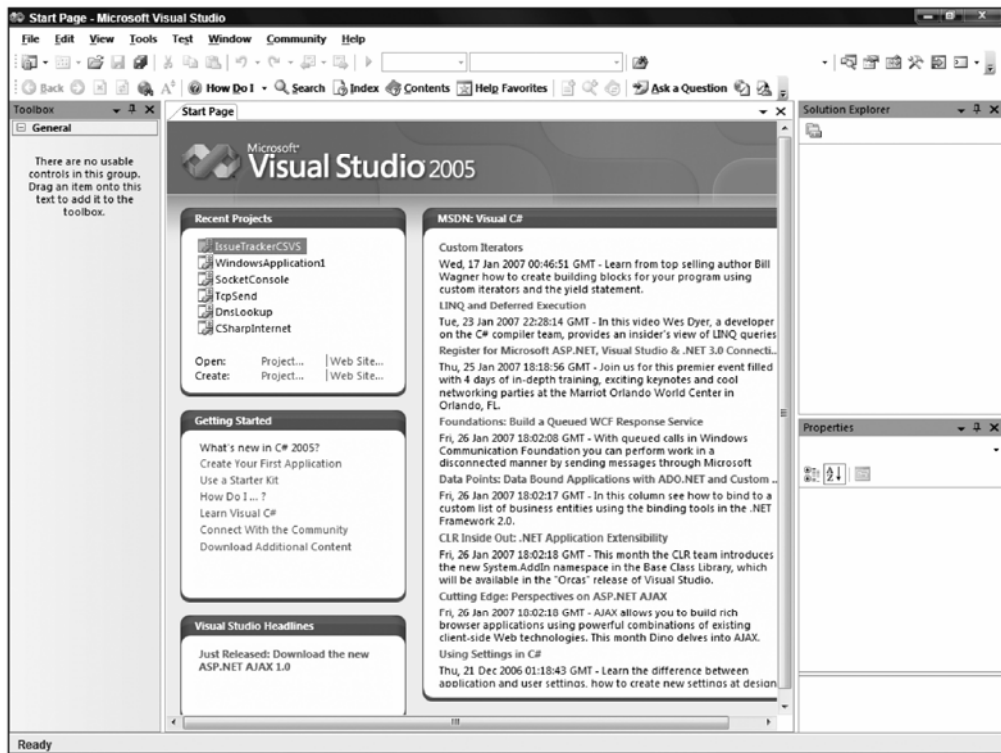 Start Page - Microsoft Visual Studio
File Edit View Tools Test Window Community Help
Back How Do I Search Index Contents Help Favorites Ask a Question
Toolbox
General
There are no usable
controls in this group.
Drag an item onto this
text to add it to the
toolbox.
Start Page
Microsoft
Visual Studio 2005
Recent Projects
IssueTrackerCSVS
WindowsApplication1
SocketConsole
TcpSend
DnsLookup
CSharpInternet
Open: Project... | Web Site...
Create: Project... | Web Site...
Getting Started
What's new in C# 2005?
Create Your First Application
Use a Starter Kit
How Do I ... ?
Learn Visual C#
Connect With the Community
Download Additional Content
Visual Studio Headlines
Just Released: Download the new
ASP.NET AJAX 1.0
MSDN: Visual C#
Custom Iterators
Wed, 17 Jan 2007 00:46:51 GMT - Learn from top selling author Bill
Wagner how to create building blocks for your program using
custom iterators and the yield statement.
LINQ and Deferred Execution
Tue, 23 Jan 2007 22:28:14 GMT - In this video Wes Dyer, a developer
on the C# compiler team, provides an insider's view of LINQ queries
Register for Microsoft ASP.NET, Visual Studio & .NET 3.0 Connecti...
Thu, 25 Jan 2007 18:18:56 GMT - Join us for this premier event filled
with 4 days of in-depth training, exciting keynotes and cool
networking parties at the Marriot Orlando World Center in
Orlando, FL.
Foundations: Build a Queued WCF Response Service
Fri, 26 Jan 2007 18:02:08 GMT - With queued calls in Windows
Communication Foundation you can perform work in a
disconnected manner by sending messages through Microsoft
Data Points: Data Bound Applications with ADO.NET and Custom ...
Fri, 26 Jan 2007 18:02:17 GMT - In this column see how to bind to a
custom list of business entities using the binding tools in the .NET
Framework 2.0.
CLR Inside Out: .NET Application Extensibility
Fri, 26 Jan 2007 18:02:18 GMT - This month the CLR team introduces
the new System.AddIn namespace in the Base Class Library, which
will be available in the "Orcas" release of Visual Studio.
Cutting Edge: Perspectives on ASP.NET AJAX
Fri, 26 Jan 2007 18:02:18 GMT - AJAX allows you to build rich
browser applications using powerful combinations of existing
client-side Web technologies. This month Dino delves into AJAX.
Using Settings in C#
Thu, 21 Dec 2006 01:18:43 GMT - Learn the difference between
application and user settings, how to create new settings at design
Solution Explorer
Properties
Ready